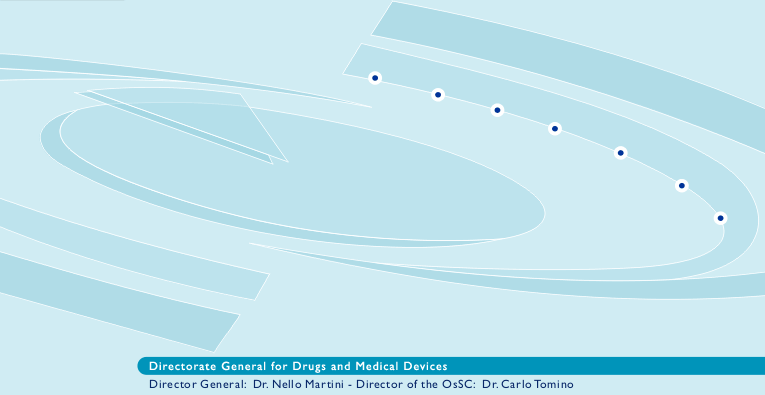 Directorate General for Drugs and Medical Devices
Director General: Dr. Nello Martini - Director of the OsSC: Dr. Carlo Tomino